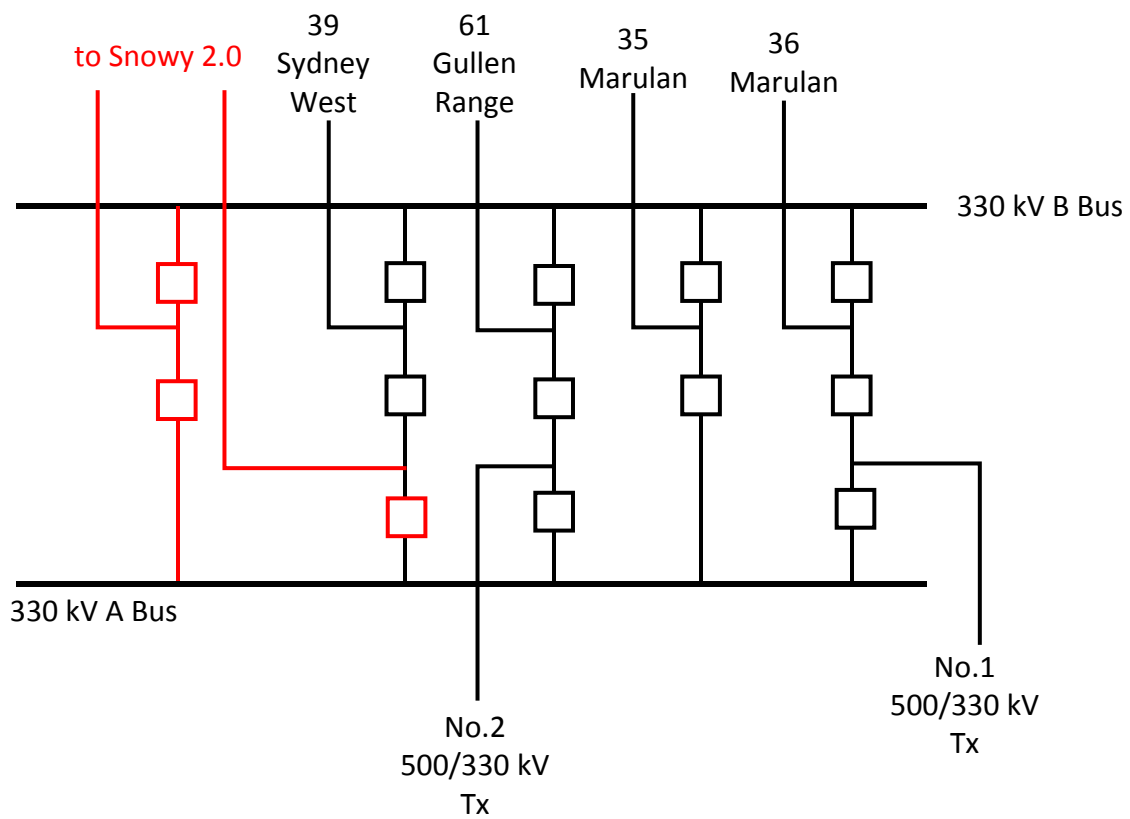 to Snowy 2.0
39
Sydney
West
61
Gullen
Range
35
Marulan
36
Marulan
330 kV B Bus
330 kV A Bus
No.2
500/330 kV
Tx
No.1
500/330 kV
Tx